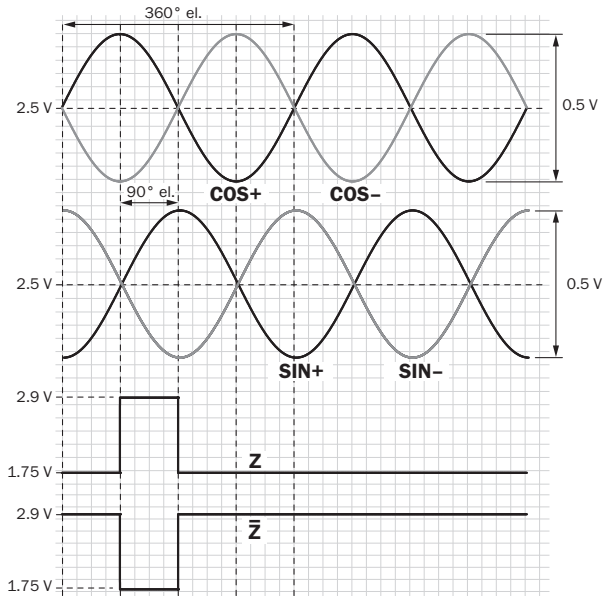 360° el.
2.5 V
0.5 V
90° el.
COS+ COS−
2.5 V
0.5 V
SIN+ SIN−
2.9 V
Z
1.75 V
2.9 V
Z̅
1.75 V